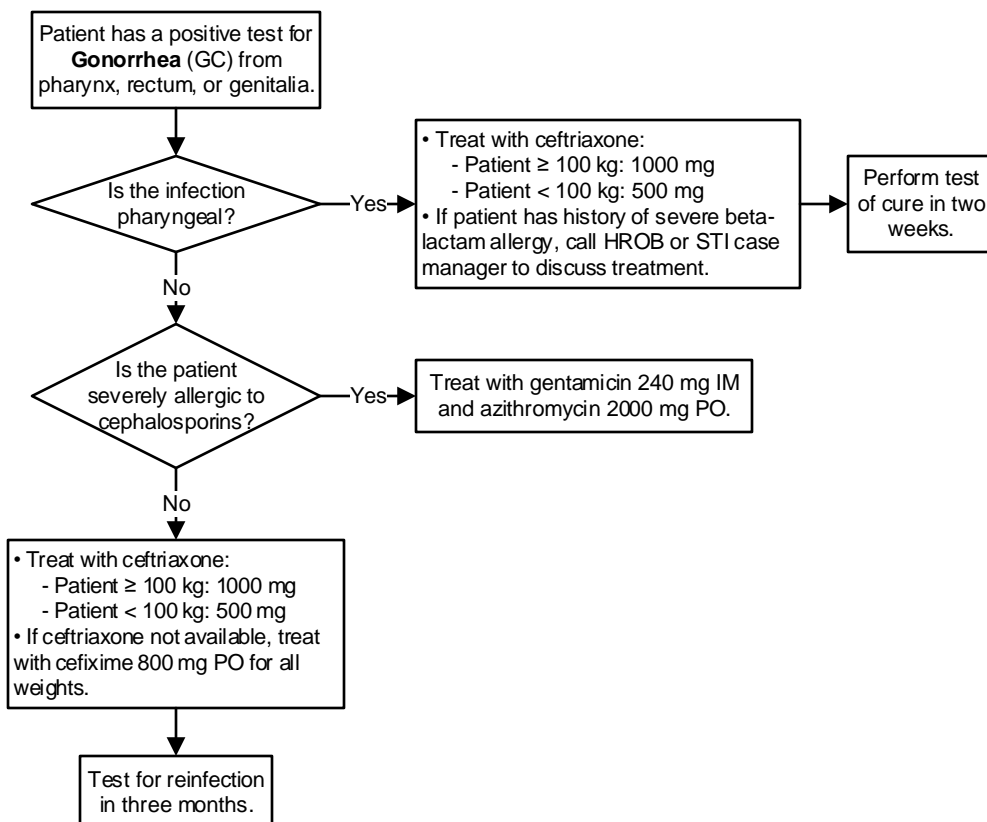 Patient has a positive test for
Gonorrhea (GC) from
pharynx, rectum, or genitalia.
Is the infection
pharyngeal?
Yes
• Treat with ceftriaxone:
- Patient ≥ 100 kg: 1000 mg
- Patient < 100 kg: 500 mg
• If patient has history of severe beta-
lactam allergy, call HROB or STI case
manager to discuss treatment.
Perform test
of cure in two
weeks.
No
Is the patient
severely allergic to
cephalosporins?
Yes
Treat with gentamicin 240 mg IM
and azithromycin 2000 mg PO.
No
• Treat with ceftriaxone:
- Patient ≥ 100 kg: 1000 mg
- Patient < 100 kg: 500 mg
• If ceftriaxone not available, treat
with cefixime 800 mg PO for all
weights.
Test for reinfection
in three months.